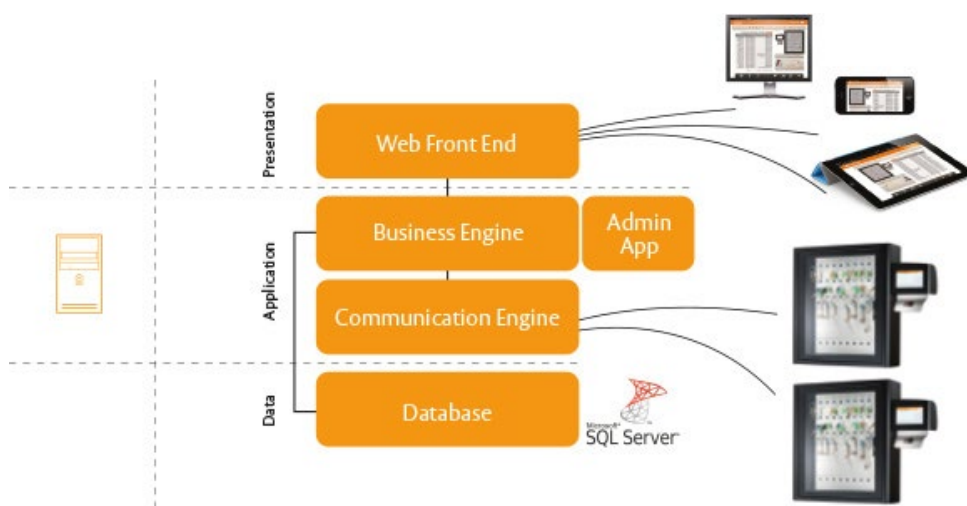 Presentation
Web Front End
Application
Business Engine
Admin
App
Communication Engine
Data
Database
Microsoft®
SQL Server